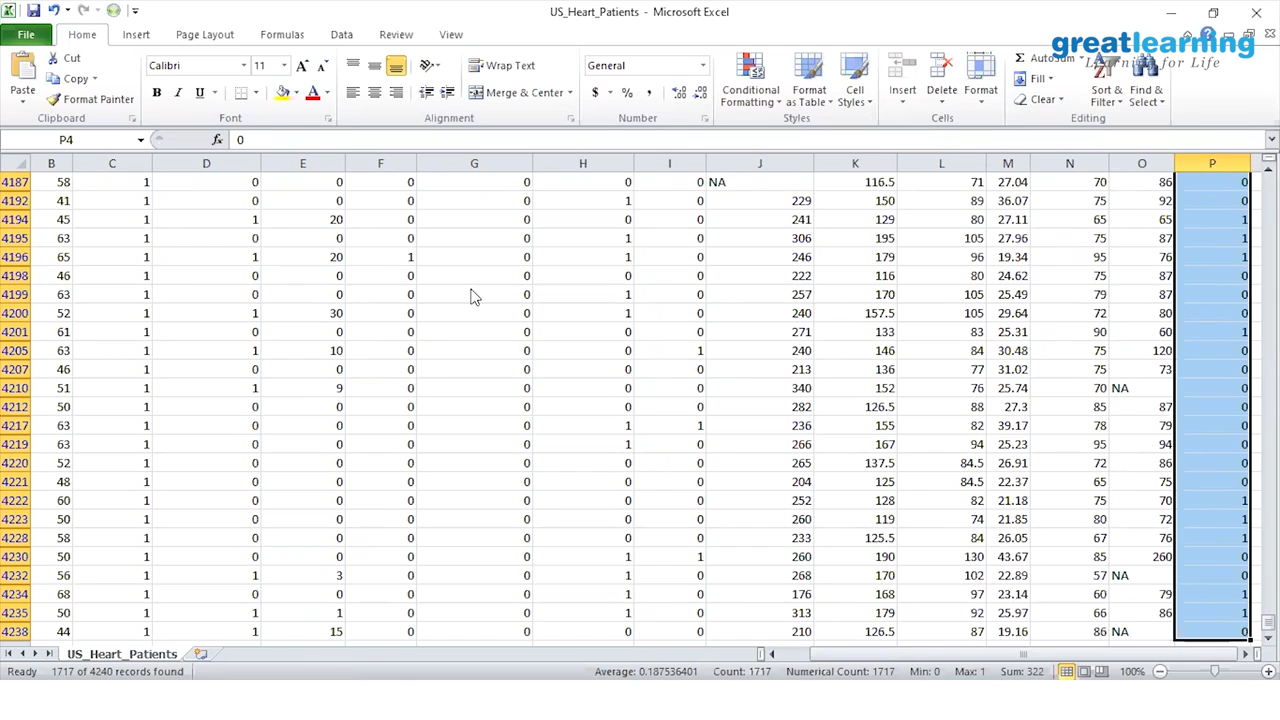 US_Heart_Patients - Microsoft Excel
File Home Insert Page Layout Formulas Data Review View
greatlearning
Learning for Life
Cut
Copy
Format Painter
Paste
Clipboard
Calibri 11
B I U
Font
Wrap Text
Merge & Center
Alignment
General
$ % ,
Number
Conditional Formatting
Format as Table
Cell Styles
Styles
Insert
Delete
Format
Cells
Σ AutoSum
Fill
Clear
Sort & Filter
Find & Select
Editing
P4 fx 0
B C D E F G H I J K L M N O P
4187 58 1 0 0 0 0 0 0 NA 116.5 71 27.04 70 86 0
4192 41 1 0 0 0 0 1 0 229 150 89 36.07 75 92 0
4194 45 1 1 20 0 0 0 0 241 129 80 27.11 65 65 1
4195 63 1 0 0 0 0 1 0 306 195 105 27.96 75 87 1
4196 65 1 1 20 1 0 1 0 246 179 96 19.34 95 76 1
4198 46 1 0 0 0 0 0 0 222 116 80 24.62 75 87 0
4199 63 1 0 0 0 0 1 0 257 170 105 25.49 79 87 0
4200 52 1 1 30 0 0 1 0 240 157.5 105 29.64 72 80 0
4201 61 1 0 0 0 0 0 0 271 133 83 25.31 90 60 1
4205 63 1 1 10 0 0 0 1 240 146 84 30.48 75 120 0
4207 46 1 0 0 0 0 0 0 213 136 77 31.02 75 73 0
4210 51 1 1 9 0 0 0 0 340 152 76 25.74 70 NA 0
4212 50 1 0 0 0 0 0 0 282 126.5 88 27.3 85 87 0
4217 63 1 0 0 0 0 1 1 236 155 82 39.17 78 79 0
4219 63 1 0 0 0 0 1 0 266 167 94 25.23 95 94 0
4220 52 1 0 0 0 0 0 0 265 137.5 84.5 26.91 72 86 0
4221 48 1 0 0 0 0 0 0 204 125 84.5 22.37 65 75 0
4222 60 1 0 0 0 0 0 0 252 128 82 21.18 75 70 1
4223 50 1 0 0 0 0 0 0 260 119 74 21.85 80 72 1
4228 58 1 0 0 0 0 0 0 233 125.5 84 26.05 67 76 1
4230 50 1 0 0 0 0 1 1 260 190 130 43.67 85 260 0
4232 56 1 1 3 0 0 1 0 268 170 102 22.89 57 NA 0
4234 68 1 0 0 0 0 1 0 176 168 97 23.14 60 79 1
4235 50 1 1 1 0 0 1 0 313 179 92 25.97 66 86 1
4238 44 1 1 15 0 0 0 0 210 126.5 87 19.16 86 NA 0
US_Heart_Patients
Ready 1717 of 4240 records found Average: 0.187536401 Count: 1717 Numerical Count: 1717 Min: 0 Max: 1 Sum: 322 100%